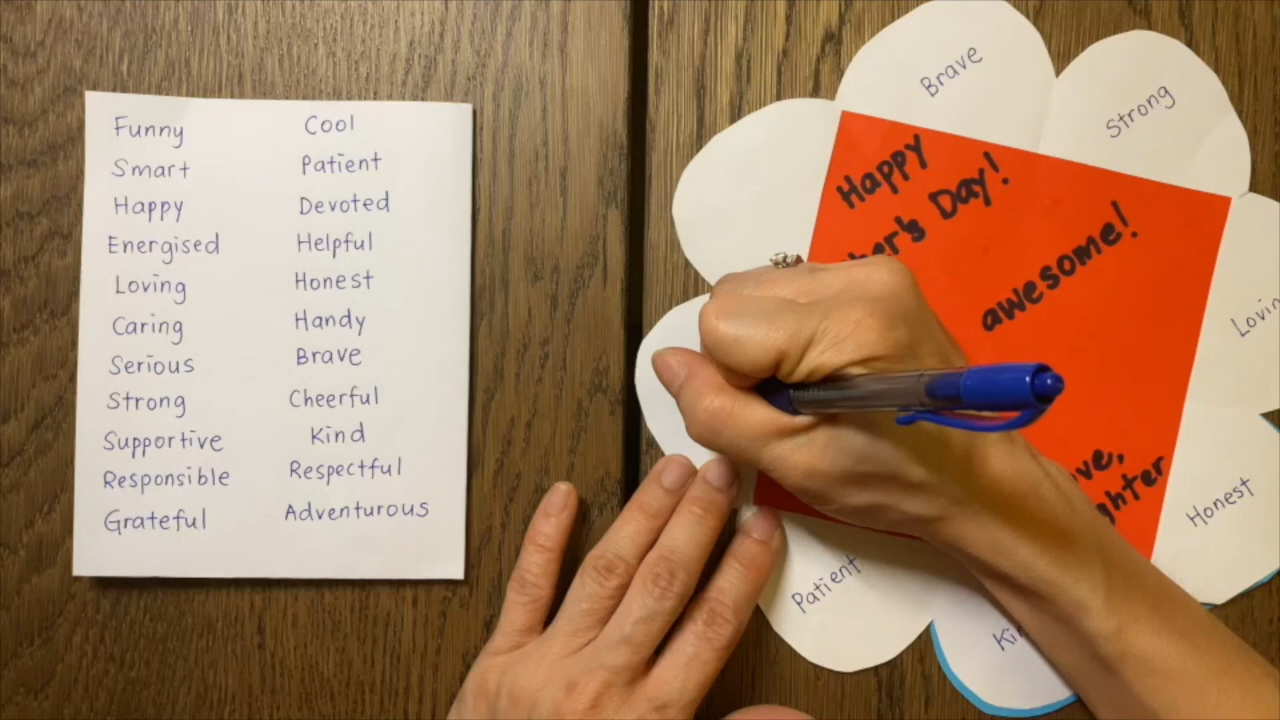 Funny Cool
Smart Patient
Happy Devoted
Energised Helpful
Loving Honest
Caring Handy
Serious Brave
Strong Cheerful
Supportive Kind
Responsible Respectful
Grateful Adventurous
Brave
Strong
Happy
Day!
awesome!
Honest
Patient